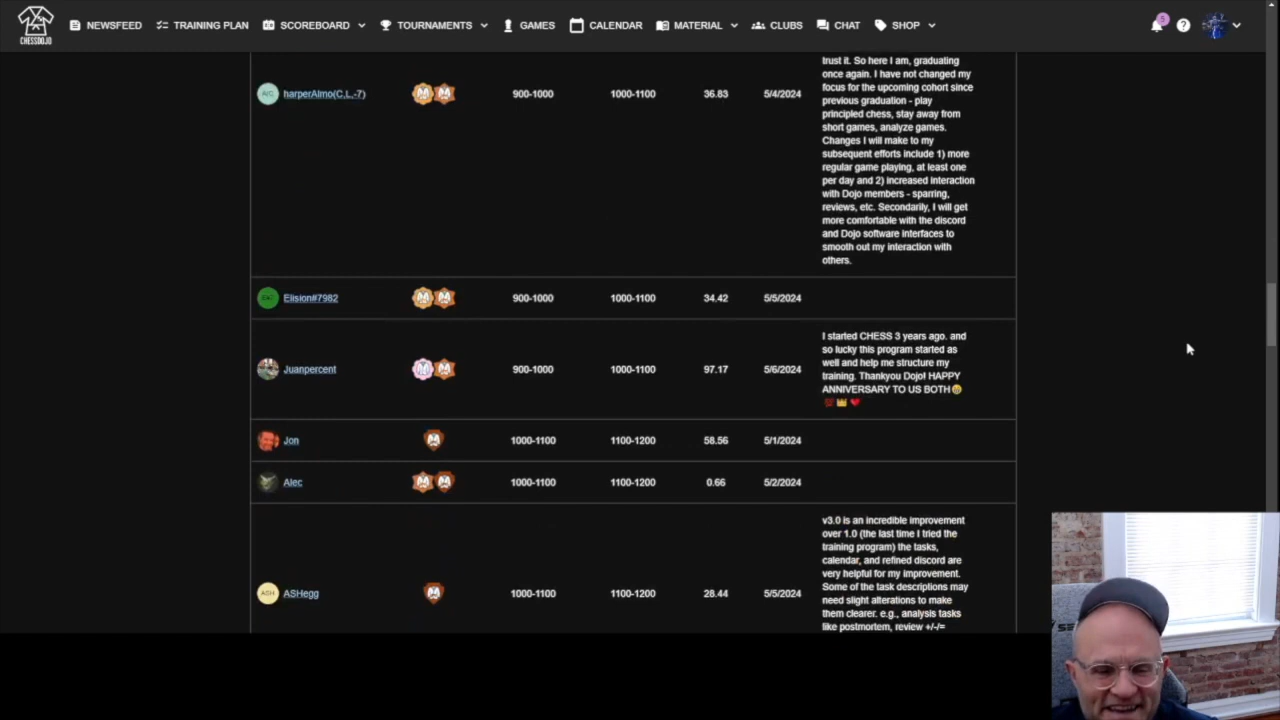 CHESSDOJO
NEWSFEED
TRAINING PLAN
SCOREBOARD
TOURNAMENTS
GAMES
CALENDAR
MATERIAL
CLUBS
CHAT
SHOP
trust it. So here I am, graduating
once again. I have not changed my
focus for the upcoming cohort since
previous graduation - play
principled chess, stay away from
short games, analyze games.
Changes I will make to my
subsequent efforts include 1) more
regular game playing, at least one
per day and 2) increased interaction
with Dojo members - sparring,
reviews, etc. Secondarily, I will get
more comfortable with the discord
and Dojo software interfaces to
smooth out my interaction with
others.
harperAlmo(C,L,-7) 900-1000 1000-1100 36.83 5/4/2024
Elision#7982 900-1000 1000-1100 34.42 5/5/2024
Juanpercent 900-1000 1000-1100 97.17 5/6/2024
I started CHESS 3 years ago. and
so lucky this program started as
well and help me structure my
training. Thankyou Dojo! HAPPY
ANNIVERSARY TO US BOTH
Jon 1000-1100 1100-1200 58.56 5/1/2024
Alec 1000-1100 1100-1200 0.66 5/2/2024
ASH ASHegg 1000-1100 1100-1200 28.44 5/5/2024
v3.0 is an incredible improvement
over 1.0 (the last time I tried the
training program) the tasks,
calendar, and refined discord are
very helpful for my improvement.
Some of the task descriptions may
need slight alterations to make
them clearer. e.g., analysis tasks
like postmortem, review +/-/=